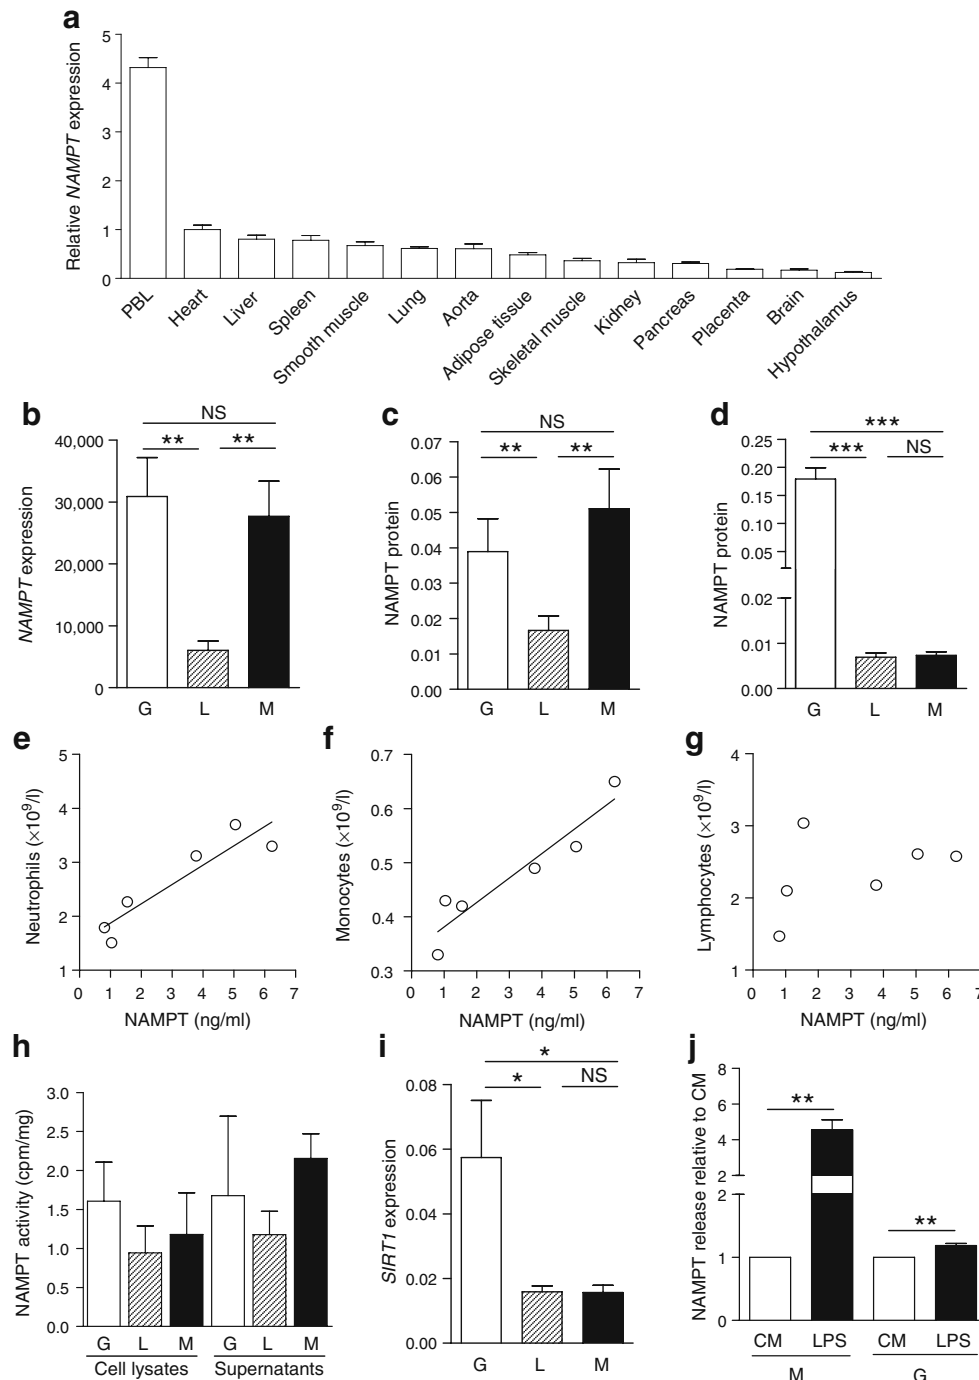 a
Relative NAMPT expression
5
4
3
2
1
0
PBL
Heart
Liver
Spleen
Smooth muscle
Lung
Aorta
Adipose tissue
Skeletal muscle
Kidney
Pancreas
Placenta
Brain
Hypothalamus
b
NS
** **
NAMPT expression
40,000
30,000
20,000
10,000
0
G L M
c
NS
** **
NAMPT protein
0.07
0.06
0.05
0.04
0.03
0.02
0.01
0.00
G L M
d
***
*** NS
NAMPT protein
0.25
0.20
0.15
0.10
0.05
0.02
0.01
0.00
G L M
e
Neutrophils (×10⁹/l)
5
4
3
2
1
0 1 2 3 4 5 6 7
NAMPT (ng/ml)
f
Monocytes (×10⁹/l)
0.7
0.6
0.5
0.4
0.3
0 1 2 3 4 5 6 7
NAMPT (ng/ml)
g
Lymphocytes (×10⁹/l)
4
3
2
1
0 1 2 3 4 5 6 7
NAMPT (ng/ml)
h
NAMPT activity (cpm/mg)
3.0
2.5
2.0
1.5
1.0
0.5
0.0
G L M G L M
Cell lysates Supernatants
i
*
* NS
SIRT1 expression
0.08
0.06
0.04
0.02
0.00
G L M
j
NAMPT release relative to CM
8
6
4
2
2
1
0
**
**
CM LPS CM LPS
M G